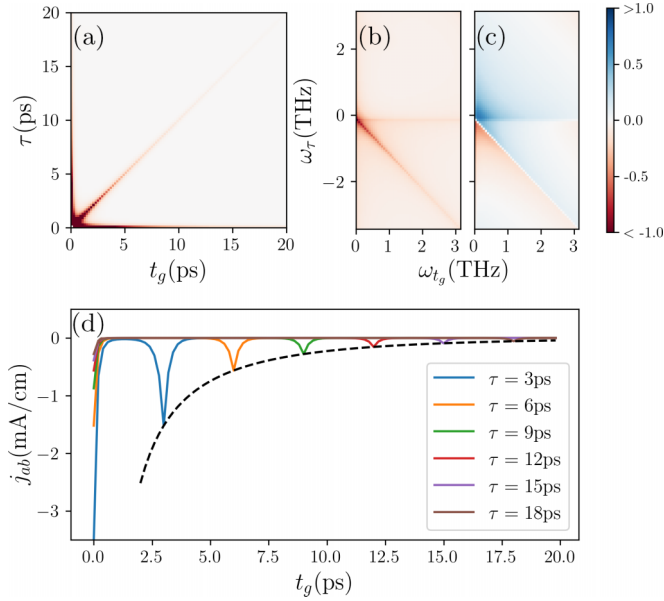 (a)
20
15
10
5
0
τ(ps)
0 5 10 15 20
t_g(ps)
(b) (c)
2
0
−2
ω_τ(THz)
0 1 2 3 0 1 2 3
ω_{t_g}(THz)
>1.0
0.5
0.0
-0.5
< -1.0
(d)
0
−1
−2
−3
j_{ab}(mA/cm)
τ = 3ps
τ = 6ps
τ = 9ps
τ = 12ps
τ = 15ps
τ = 18ps
0.0 2.5 5.0 7.5 10.0 12.5 15.0 17.5 20.0
t_g(ps)